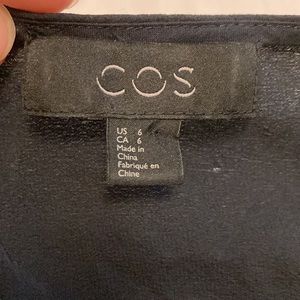 COS
US 6
CA 6
Made in
China
Fabriqué en
Chine